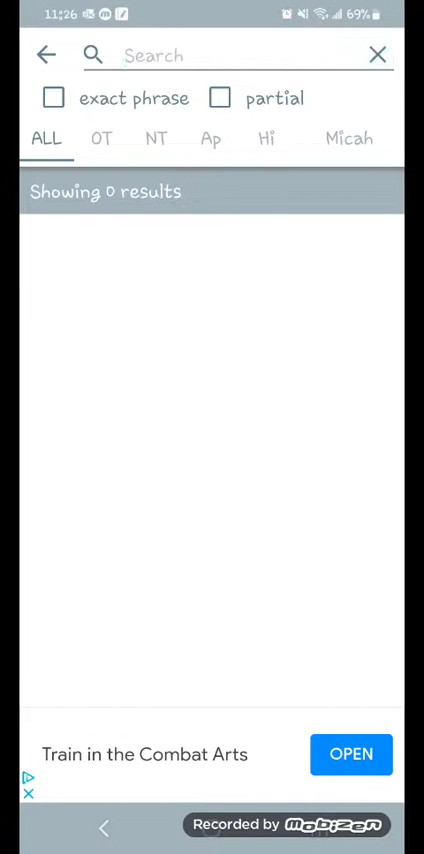 11:26 69%
Search
exact phrase partial
ALL OT NT Ap Hi Micah
Showing 0 results
Train in the Combat Arts OPEN
Recorded by mobizen